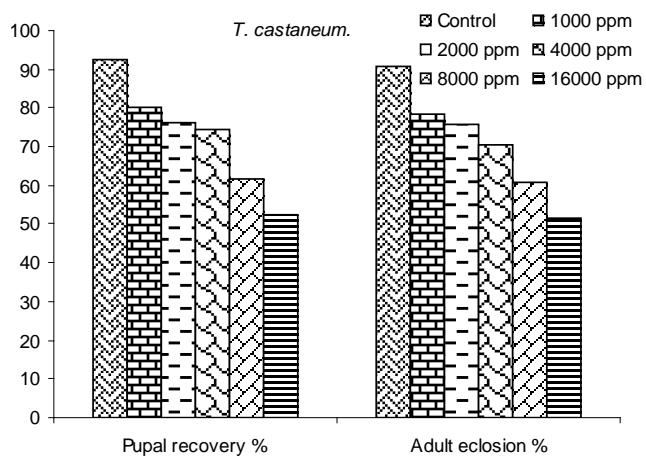 T. castaneum.
Control 1000 ppm
2000 ppm 4000 ppm
8000 ppm 16000 ppm
100
90
80
70
60
50
40
30
20
10
0
Pupal recovery % Adult eclosion %